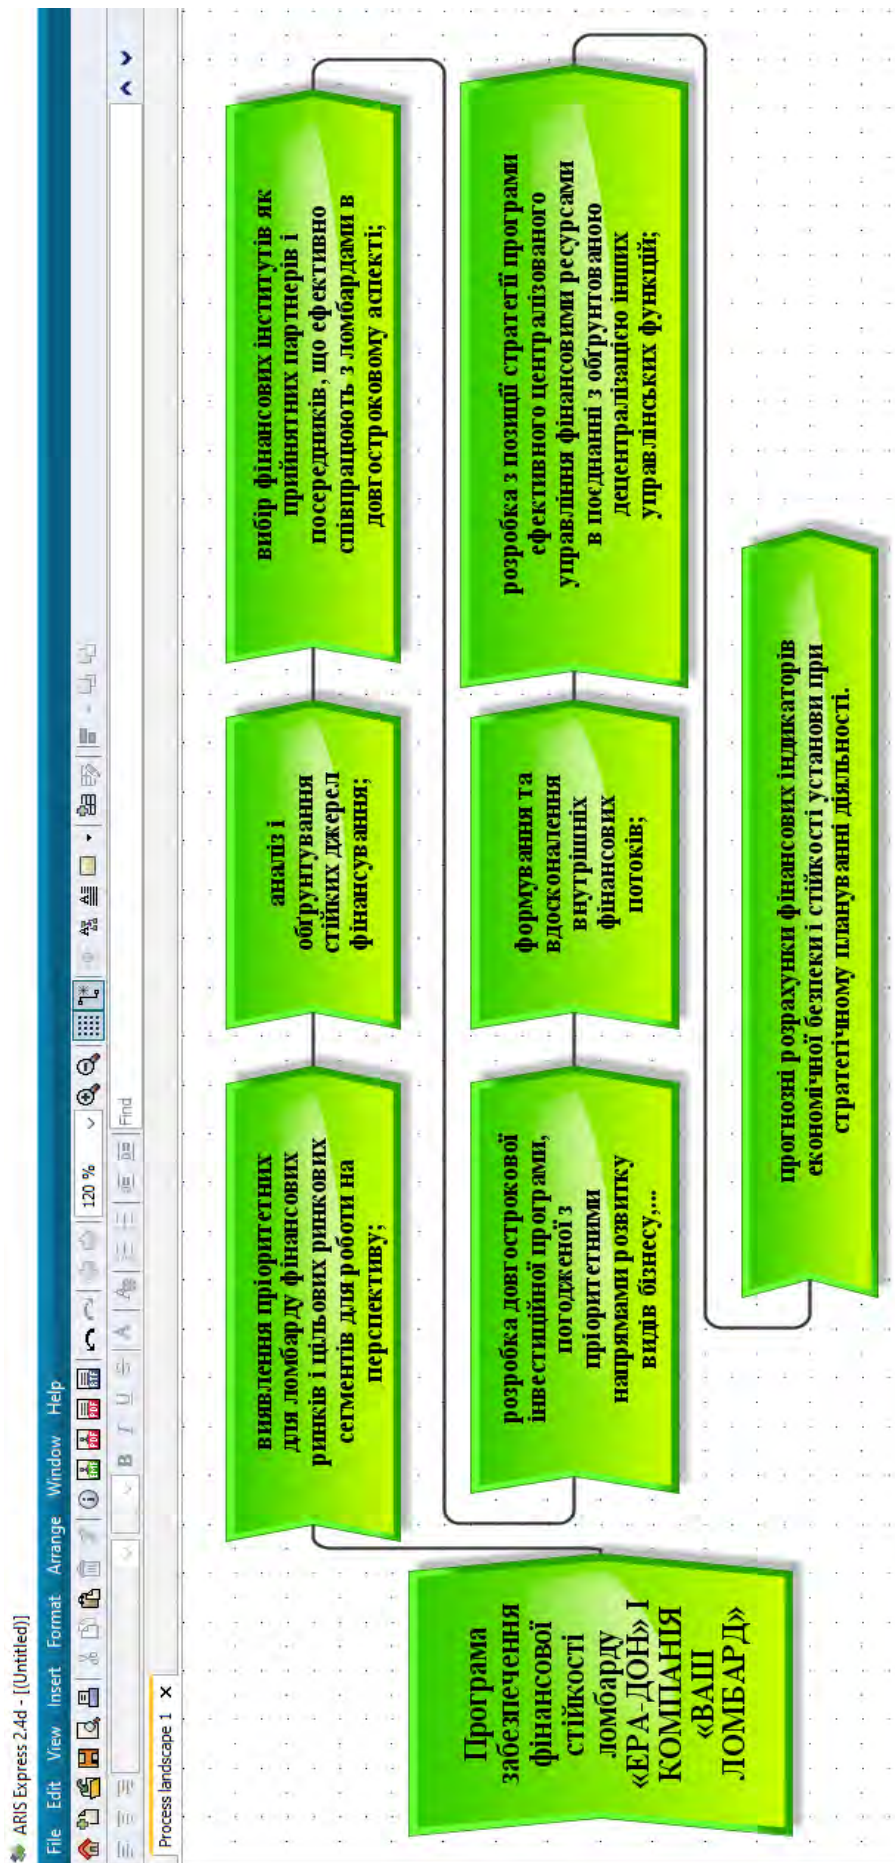 ARIS Express 2.4d - [(Untitled)]
File Edit View Insert Format Arrange Window Help
120 %
Find
Process landscape 1
Програма
забезпечення
фінансової
стійкості
ломбарду
«ЕРА-ДОН» І
КОМПАНІЯ
«ВАШ
ЛОМБАРД»
виявлення пріоритетних
для ломбарду фінансових
ринків і цільових ринкових
сегментів для роботи на
перспективу;
аналіз і
обґрунтування
стійких джерел
фінансування;
вибір фінансових інститутів як
прийнятних партнерів і
посередників, що ефективно
співпрацюють з ломбардами в
довгостроковому аспекті;
розробка довгострокової
інвестиційної програми,
погодженої з
пріоритетними
напрямами розвитку
видів бізнесу,...
формування та
вдосконалення
внутрішніх
фінансових
потоків;
розробка з позиції стратегії програми
ефективного централізованого
управління фінансовими ресурсами
в поєднанні з обґрунтованою
децентралізацією інших
управлінських функцій;
прогнозні розрахунки фінансових індикаторів
економічної безпеки і стійкості установи при
стратегічному плануванні діяльності.